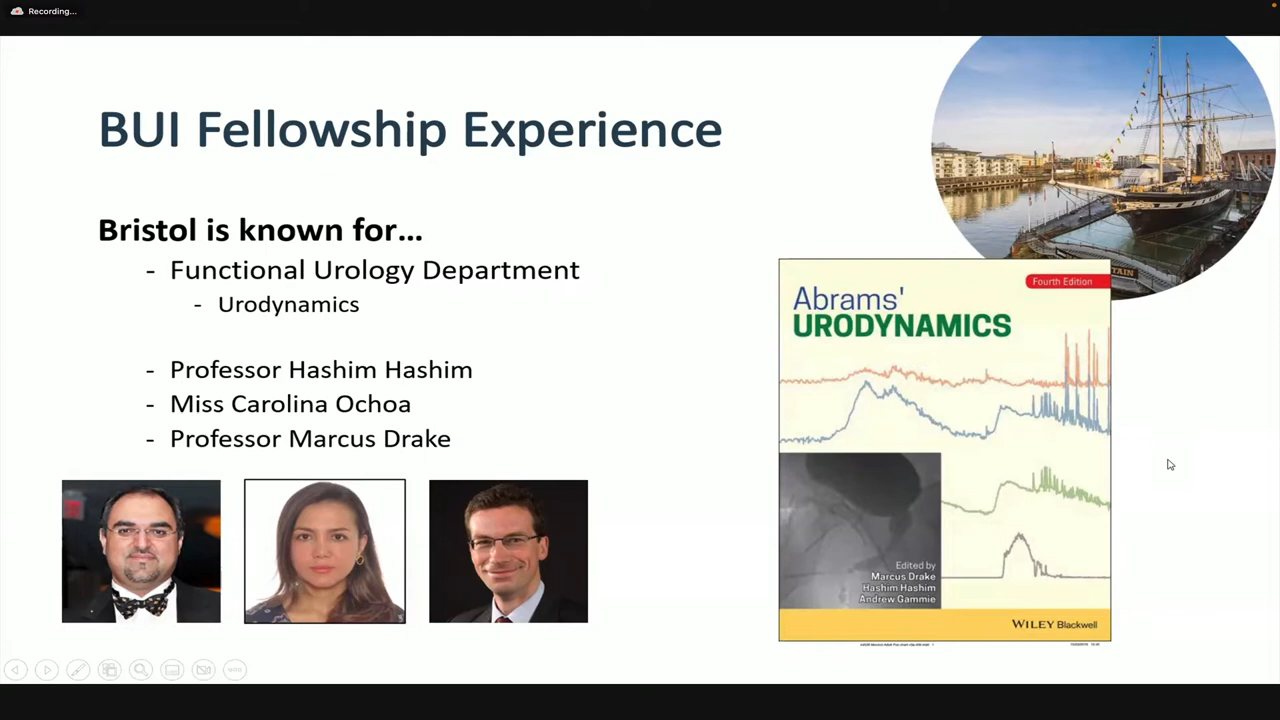 Recording...
BUI Fellowship Experience
Bristol is known for...
- Functional Urology Department
- Urodynamics
- Professor Hashim Hashim
- Miss Carolina Ochoa
- Professor Marcus Drake
TAIN
Fourth Edition
Abrams'
URODYNAMICS
Edited by
Marcus Drake
Hashim Hashim
Andrew Gammie
WILEY Blackwell